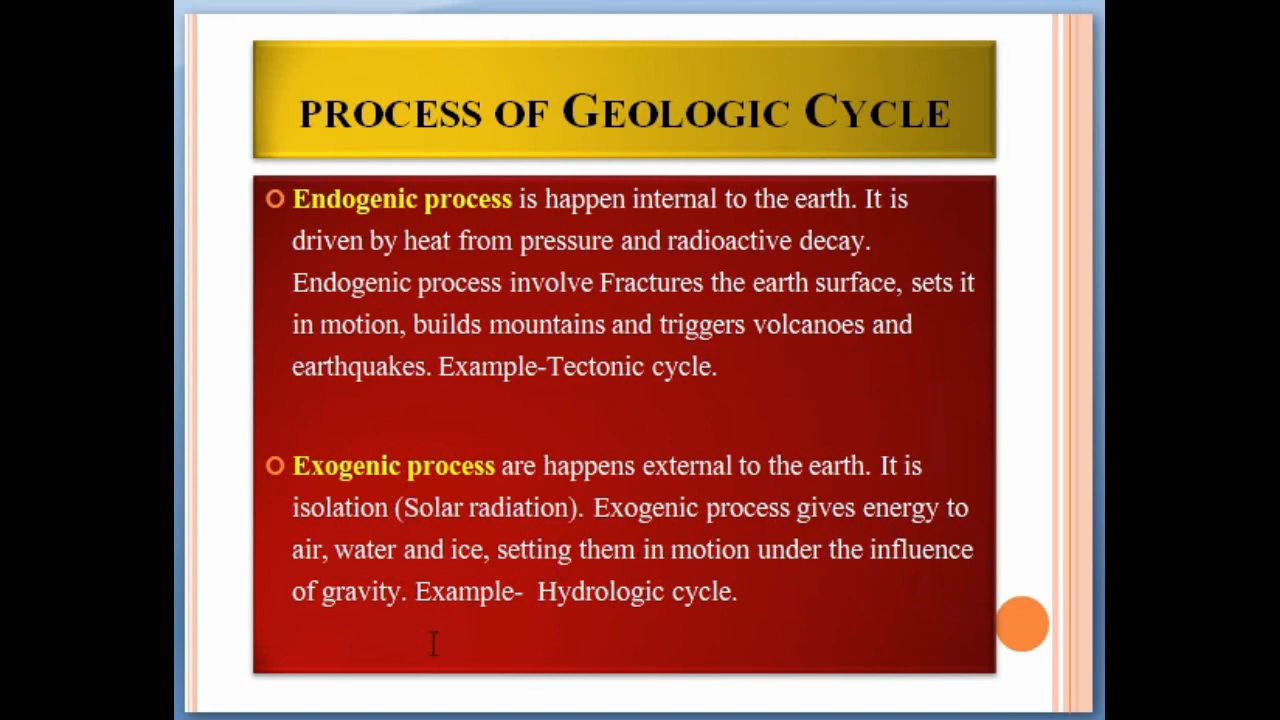 PROCESS OF GEOLOGIC CYCLE
Endogenic process is happen internal to the earth. It is
driven by heat from pressure and radioactive decay.
Endogenic process involve Fractures the earth surface, sets it
in motion, builds mountains and triggers volcanoes and
earthquakes. Example-Tectonic cycle.
Exogenic process are happens external to the earth. It is
isolation (Solar radiation). Exogenic process gives energy to
air, water and ice, setting them in motion under the influence
of gravity. Example- Hydrologic cycle.